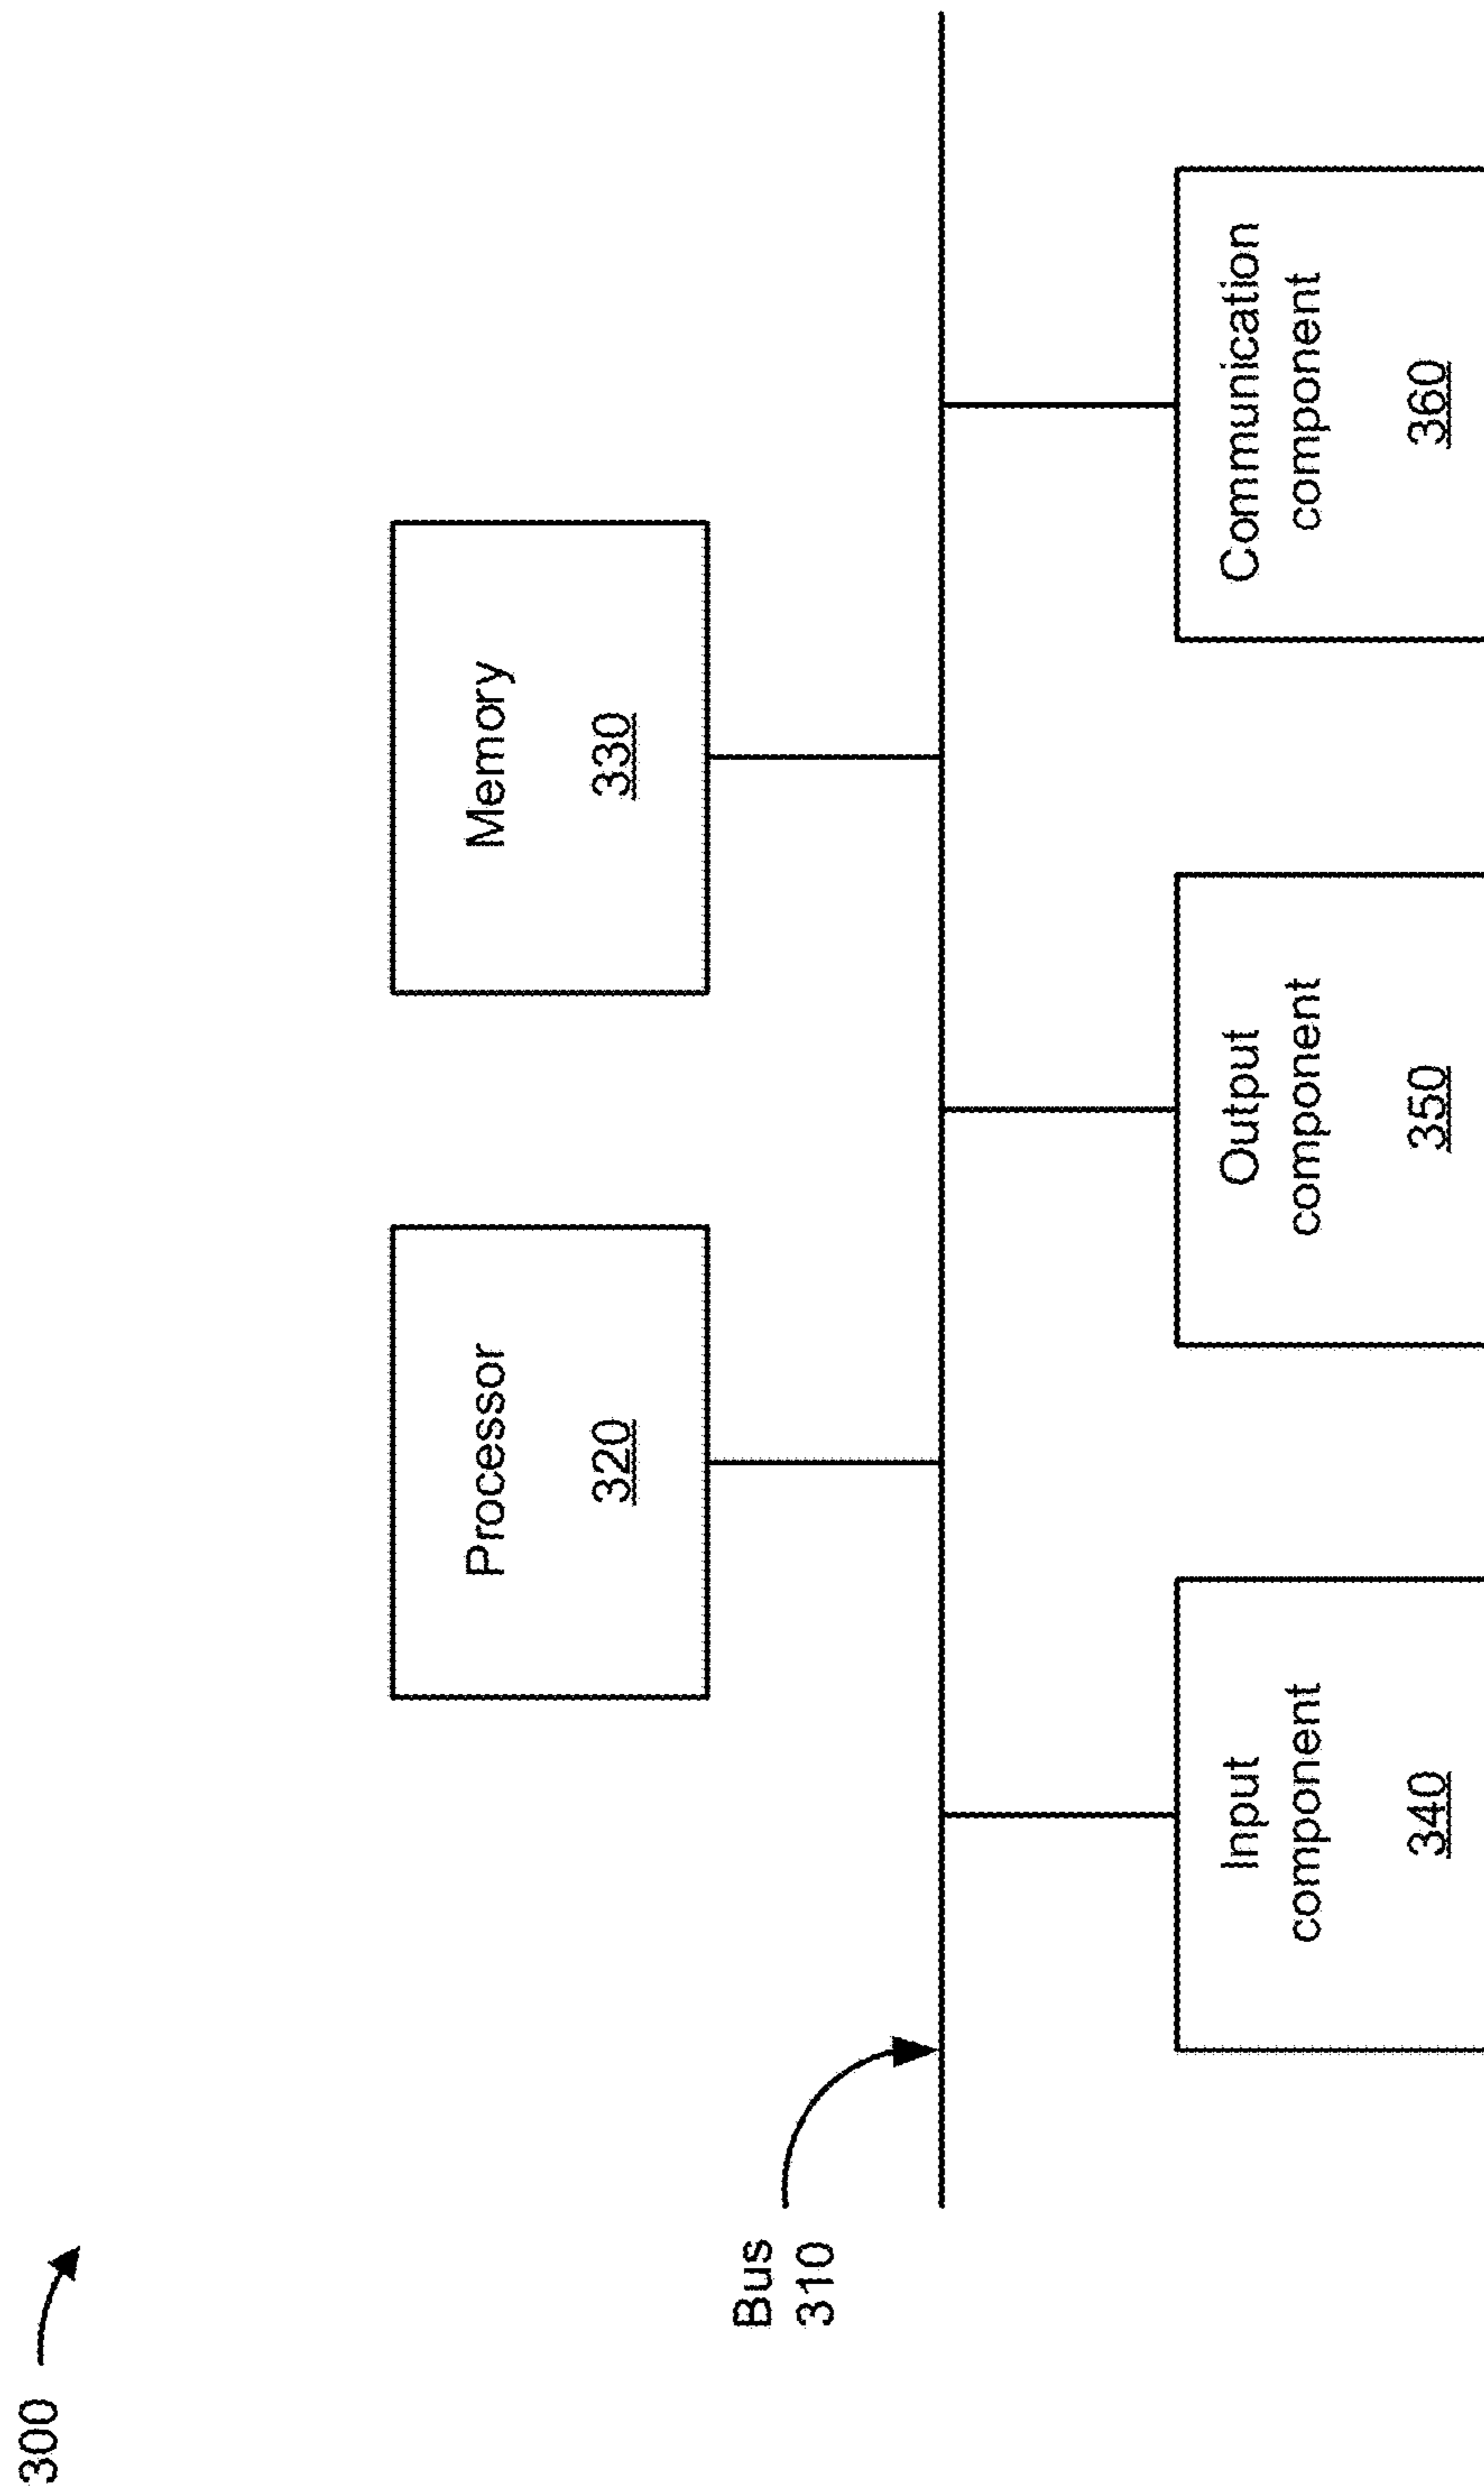 300
Processor
320
Memory
330
Bus
310
Input
component
340
Output
component
350
Communication
component
360